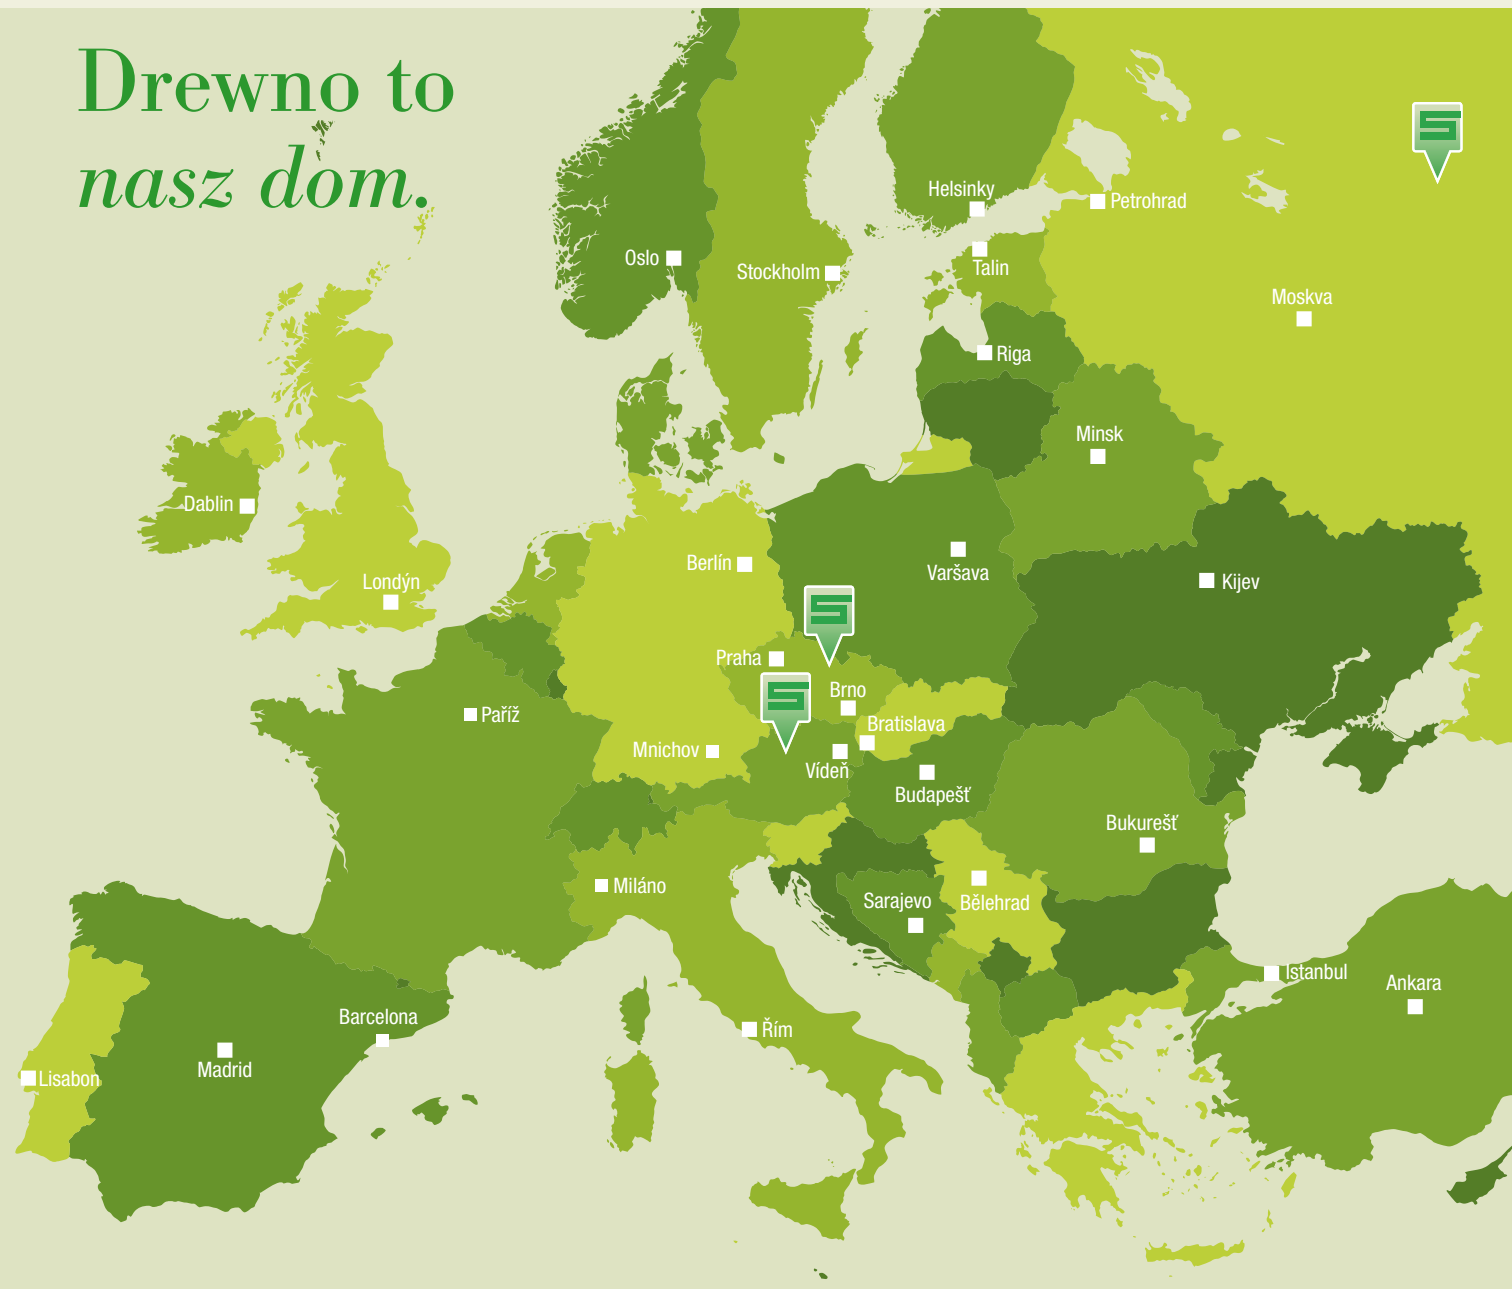 Drewno to
nasz dom.
Helsinky
Petrohrad
Oslo
Stockholm
Talin
Moskva
Riga
Minsk
Dablin
Berlín
Varšava
Londýn
Kijev
Praha
Brno
Paříž
Bratislava
Mnichov
Vídeň
Budapešť
Bukurešť
Miláno
Sarajevo
Bělehrad
Istanbul
Ankara
Barcelona
Řím
Madrid
Lisabon